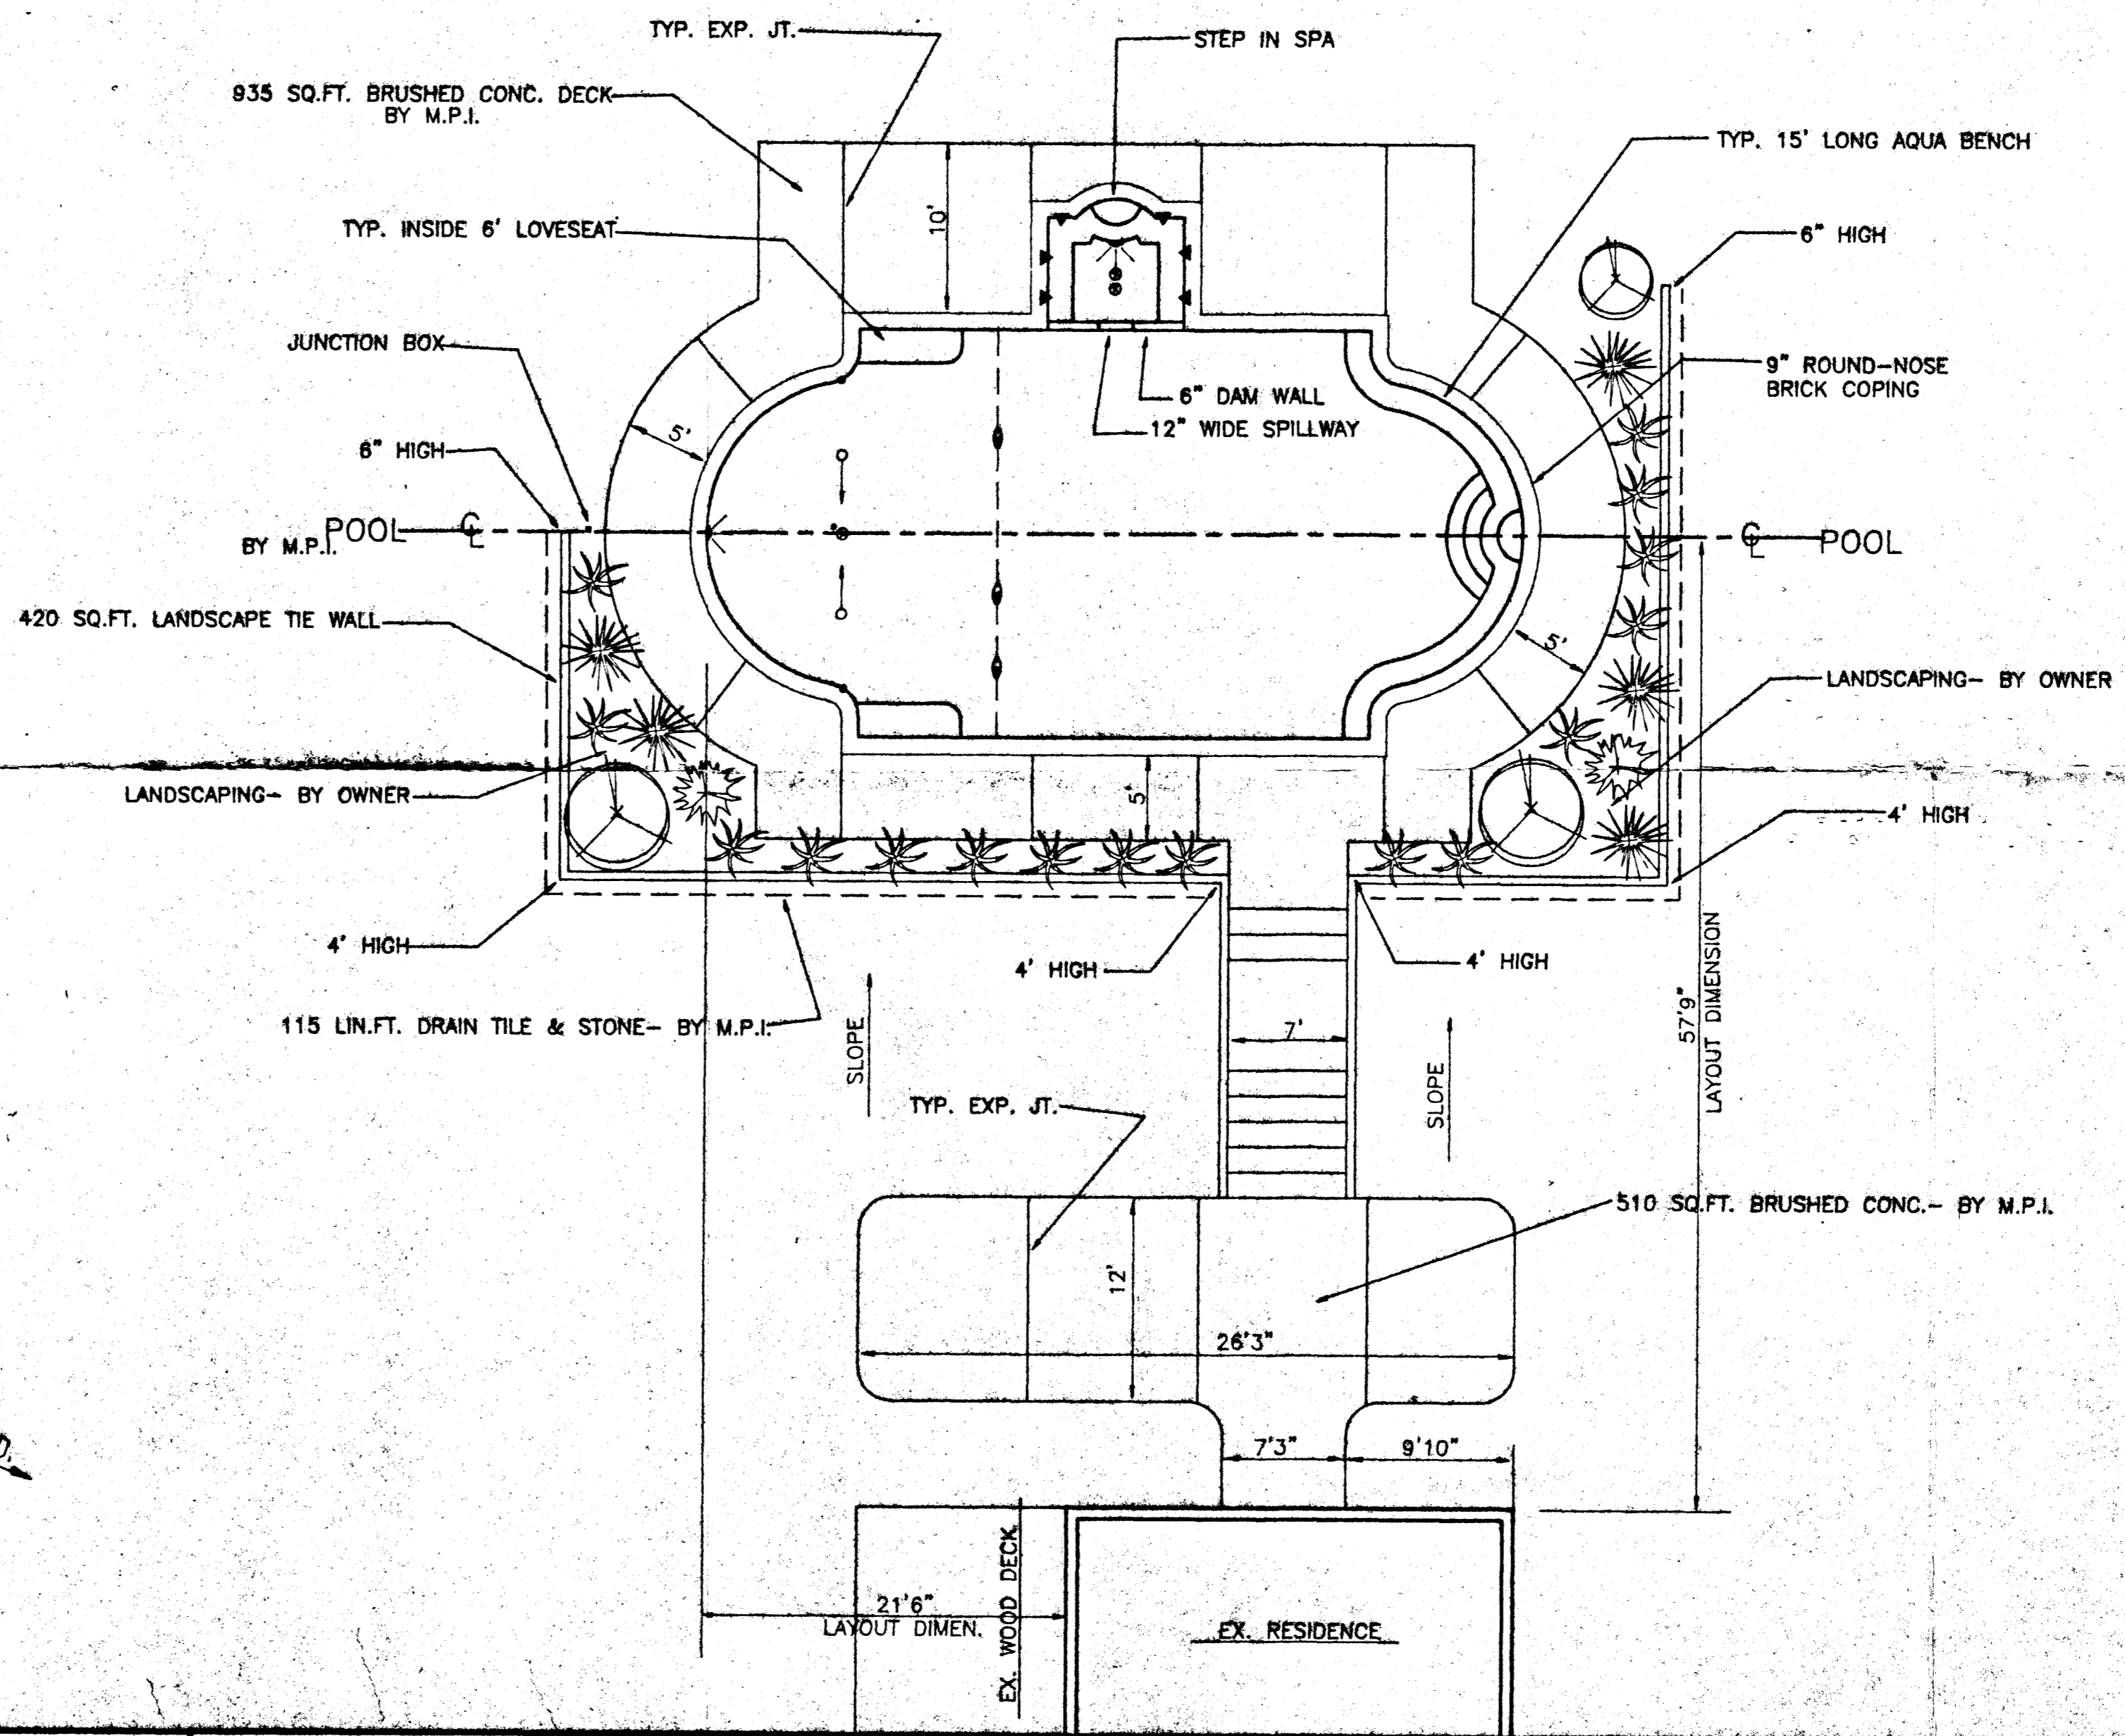 TYP. EXP. JT.
STEP IN SPA
935 SQ.FT. BRUSHED CONC. DECK
BY M.P.I.
TYP. 15' LONG AQUA BENCH
TYP. INSIDE 6' LOVESEAT
10'
6" HIGH
JUNCTION BOX
9" ROUND-NOSE
BRICK COPING
6" DAM WALL
12" WIDE SPILLWAY
5'
6" HIGH
BY M.P.I.
POOL
℄
℄
POOL
420 SQ.FT. LANDSCAPE TIE WALL
5'
LANDSCAPING- BY OWNER
LANDSCAPING- BY OWNER
5'
4' HIGH
4' HIGH
4' HIGH
4' HIGH
115 LIN.FT. DRAIN TILE & STONE- BY M.P.I.
SLOPE
7'
SLOPE
57'9"
LAYOUT DIMENSION
TYP. EXP. JT.
510 SQ.FT. BRUSHED CONC.- BY M.P.I.
12'
26'3"
7'3"
9'10"
21'6"
LAYOUT DIMEN.
EX. WOOD DECK
EX. RESIDENCE